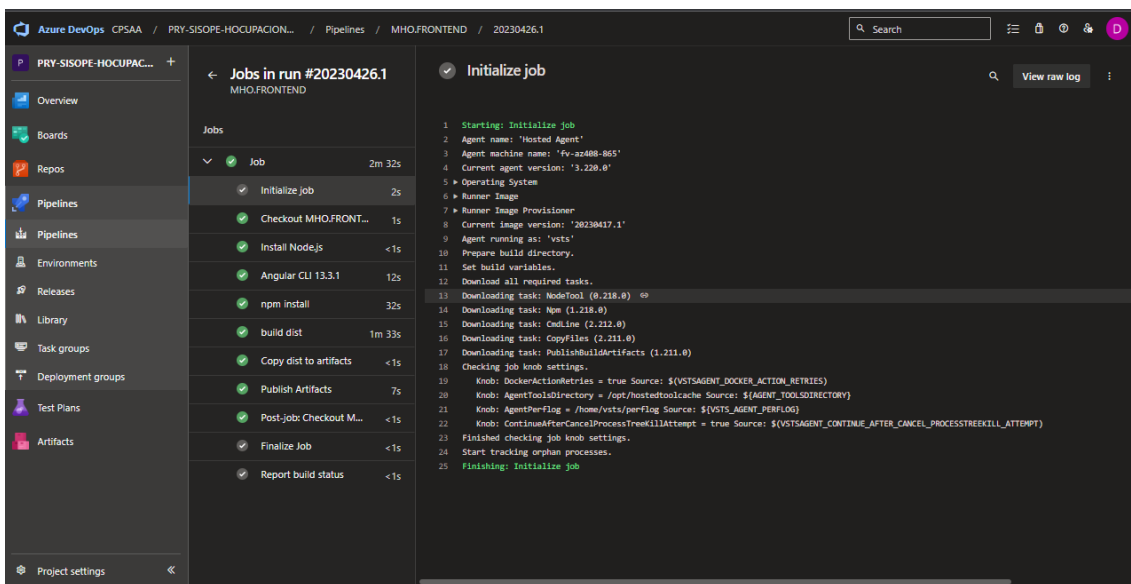 Azure DevOps CPSAA / PRY-SISOPE-HOCUPACION... / Pipelines / MHO.FRONTEND / 20230426.1
Search
D
P PRY-SISOPE-HOCUPAC... +
Overview
Boards
Repos
Pipelines
Pipelines
Environments
Releases
Library
Task groups
Deployment groups
Test Plans
Artifacts
Project settings
Jobs in run #20230426.1
MHO.FRONTEND
Jobs
Job 2m 32s
Initialize job 2s
Checkout MHO.FRONT... 1s
Install Node.js <1s
Angular CLI 13.3.1 12s
npm install 32s
build dist 1m 33s
Copy dist to artifacts <1s
Publish Artifacts 7s
Post-job: Checkout M... <1s
Finalize Job <1s
Report build status <1s
Initialize job
View raw log
1 Starting: Initialize job
2 Agent name: 'Hosted Agent'
3 Agent machine name: 'fv-az408-865'
4 Current agent version: '3.220.0'
5 Operating System
6 Runner Image
7 Runner Image Provisioner
8 Current image version: '20230417.1'
9 Agent running as: 'vsts'
10 Prepare build directory.
11 Set build variables.
12 Download all required tasks.
13 Downloading task: NodeTool (0.218.0)
14 Downloading task: Npm (1.218.0)
15 Downloading task: CmdLine (2.212.0)
16 Downloading task: CopyFiles (2.211.0)
17 Downloading task: PublishBuildArtifacts (1.211.0)
18 Checking job knob settings.
19 Knob: DockerActionRetries = true Source: $(VSTSAGENT_DOCKER_ACTION_RETRIES)
20 Knob: AgentToolsDirectory = /opt/hostedtoolcache Source: ${AGENT_TOOLSDIRECTORY}
21 Knob: AgentPerflog = /home/vsts/perflog Source: ${VSTS_AGENT_PERFLOG}
22 Knob: ContinueAfterCancelProcessTreeKillAttempt = true Source: $(VSTSAGENT_CONTINUE_AFTER_CANCEL_PROCESSTREEKILL_ATTEMPT)
23 Finished checking job knob settings.
24 Start tracking orphan processes.
25 Finishing: Initialize job